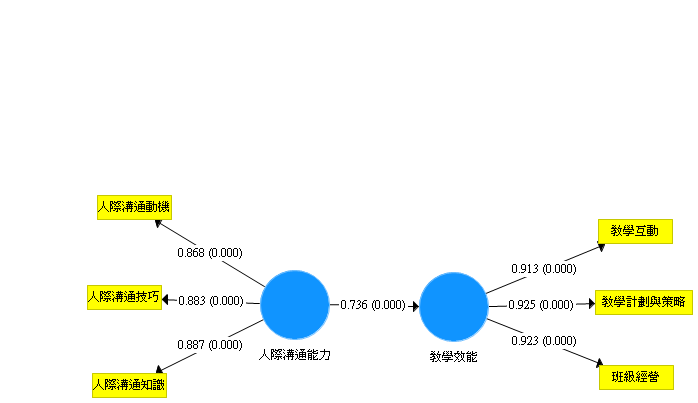 人際溝通動機
教學互動
0.868 (0.000)
0.913 (0.000)
人際溝通技巧
0.883 (0.000)
0.736 (0.000)
0.925 (0.000)
教學計劃與策略
0.887 (0.000)
0.923 (0.000)
人際溝通能力
教學效能
人際溝通知識
班級經營